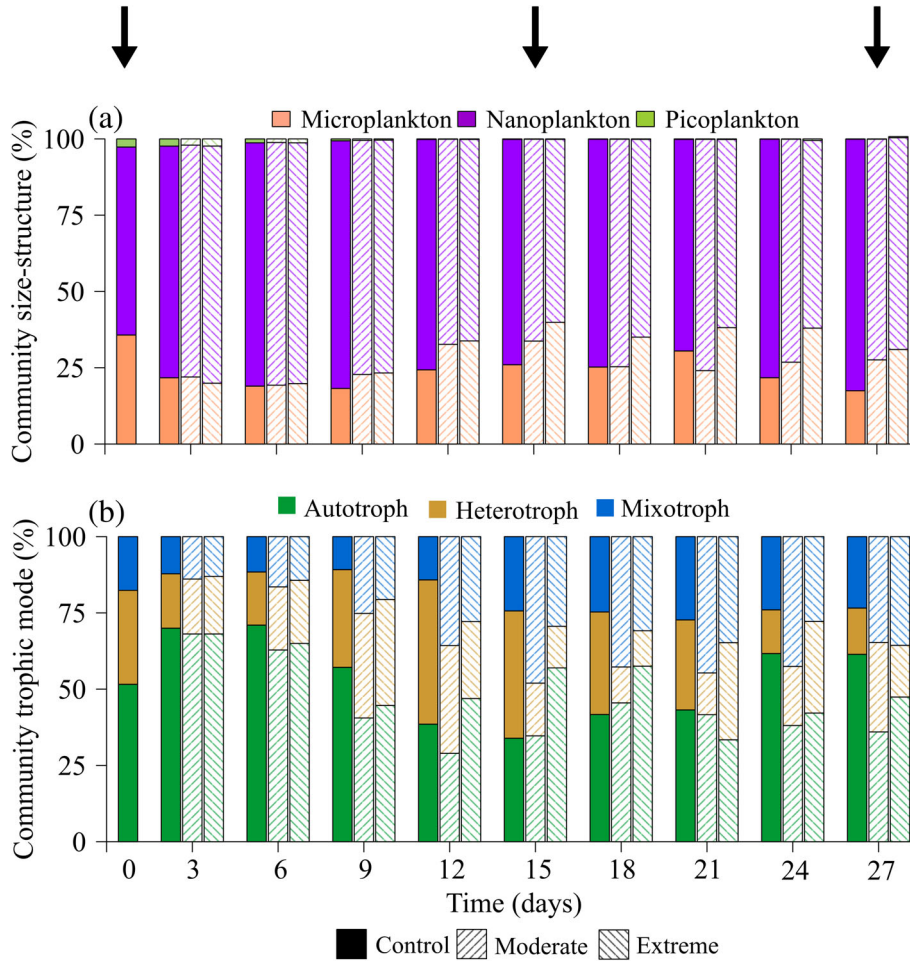 (a)
Microplankton Nanoplankton Picoplankton
Community size-structure (%)
100
75
50
25
0
(b)
Autotroph Heterotroph Mixotroph
Community trophic mode (%)
100
75
50
25
0
0 3 6 9 12 15 18 21 24 27
Time (days)
Control Moderate Extreme